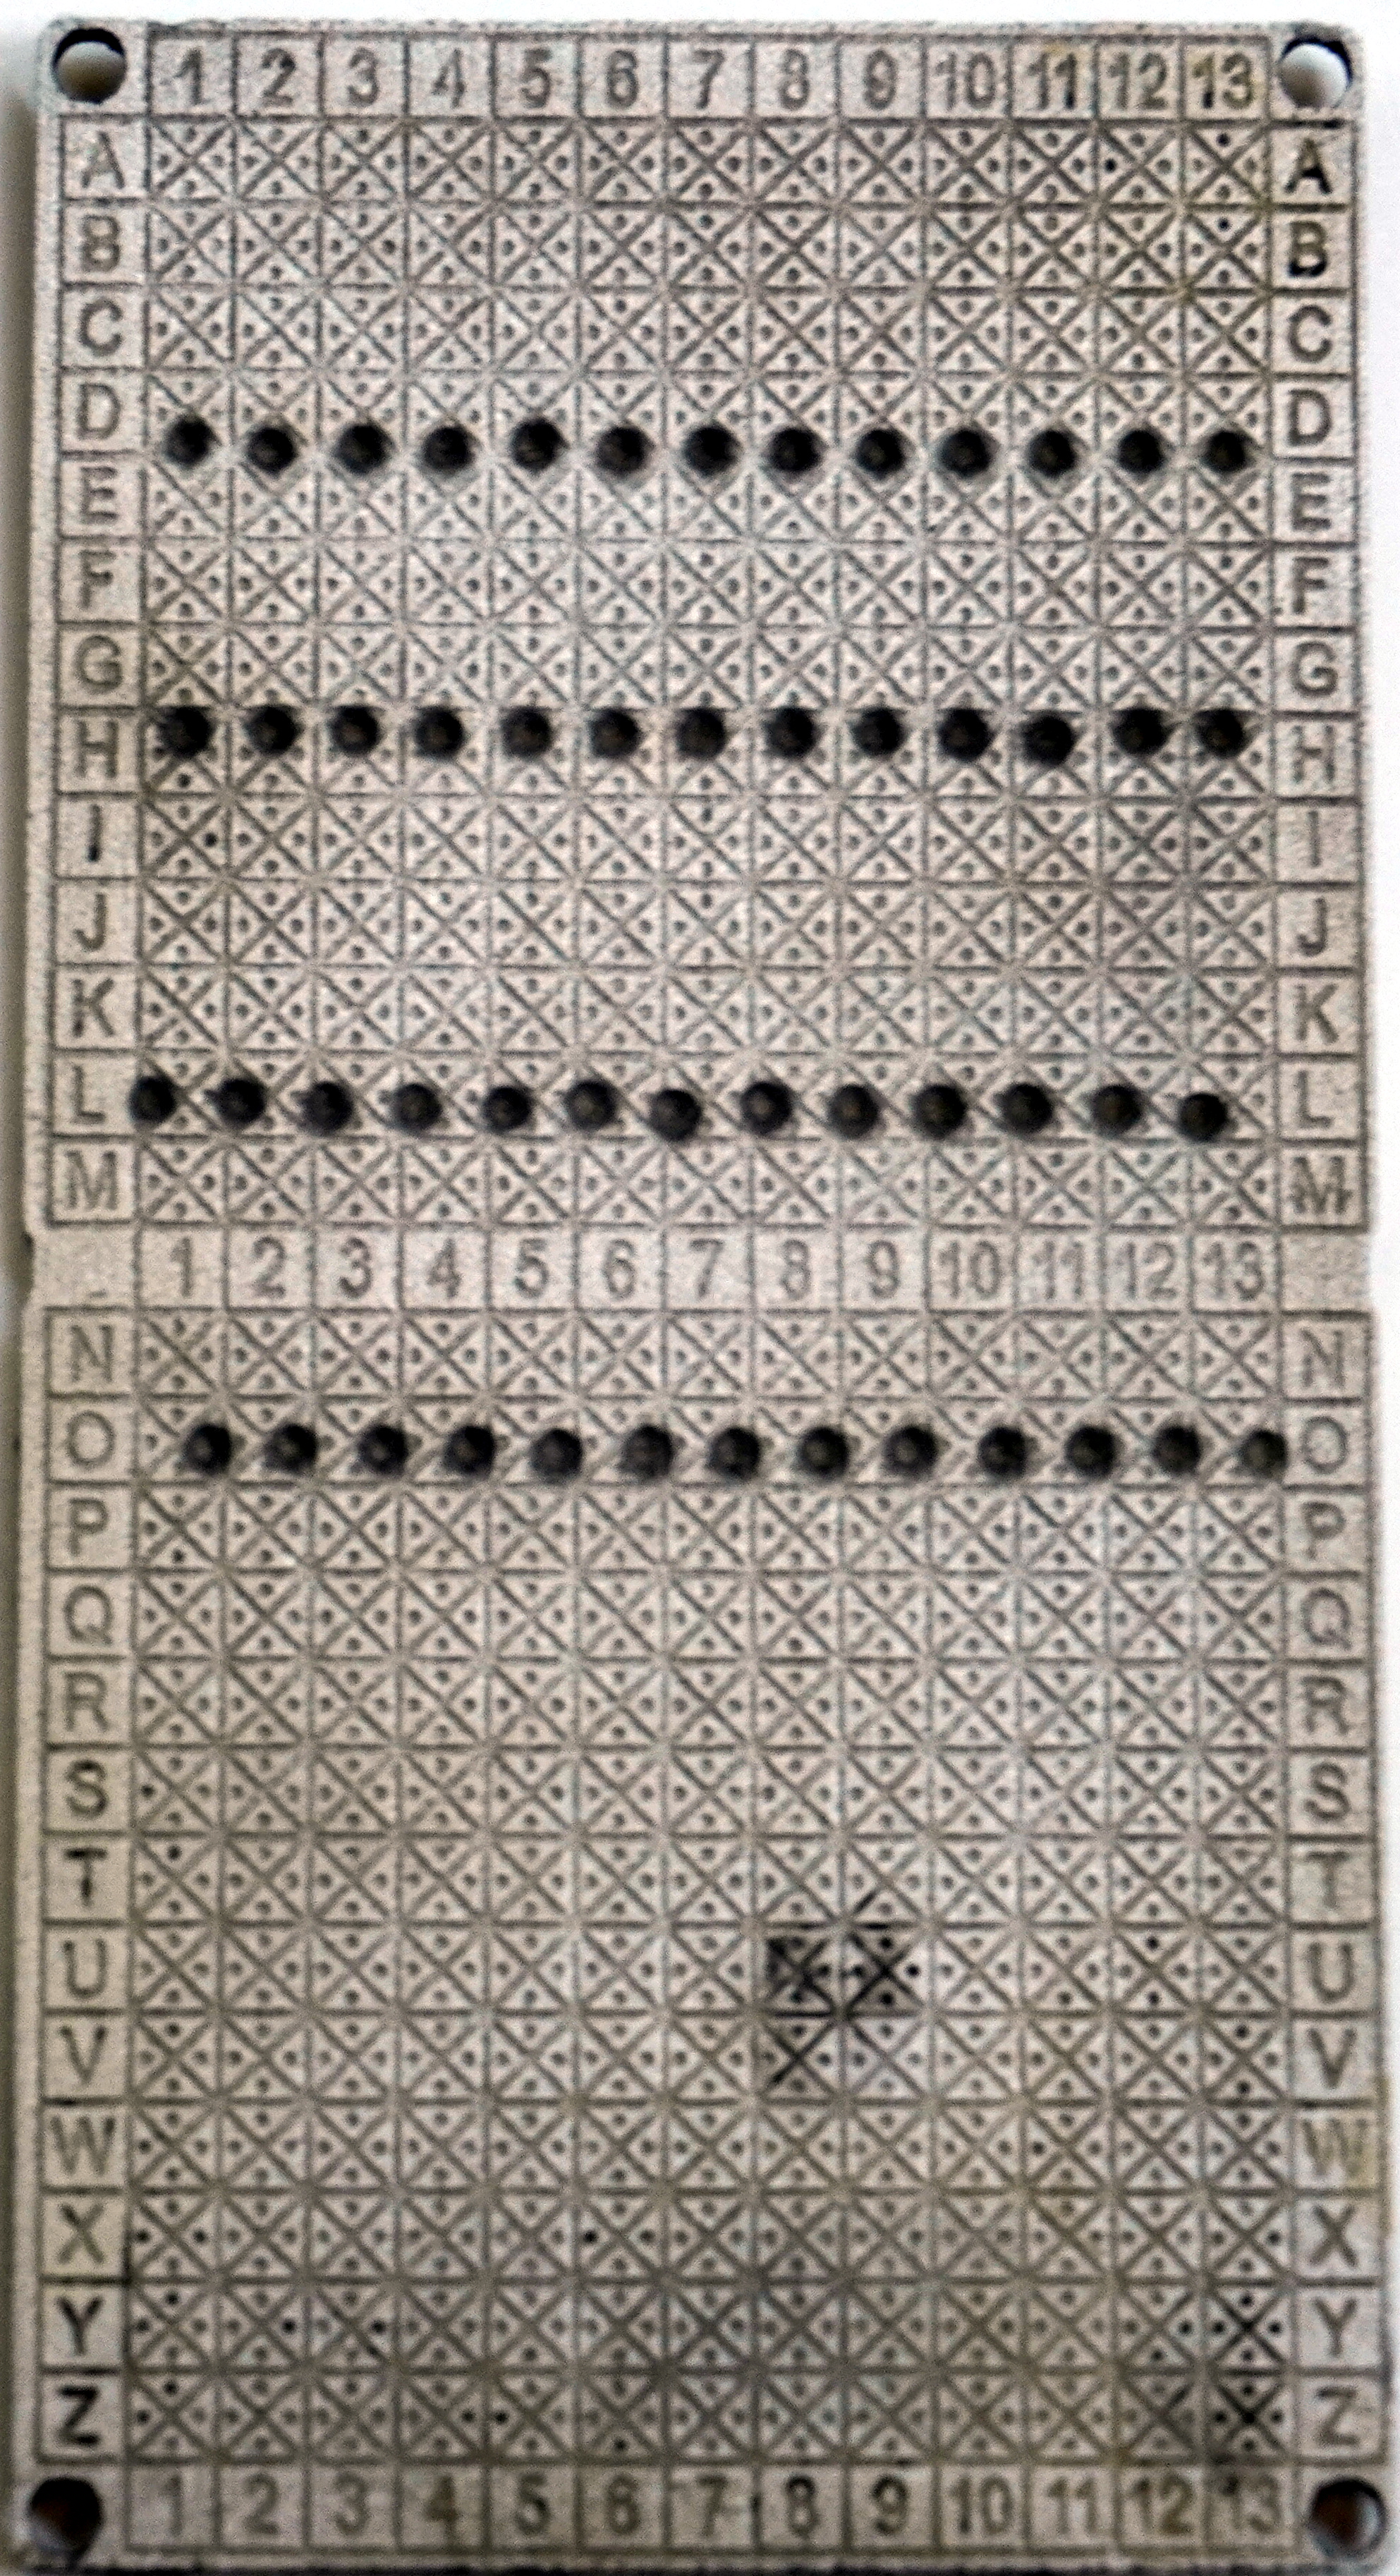 1 2 3 4 5 6 7 8 9 10 11 12 13
A A
B B
C C
D D
E E
F F
G G
H H
I I
J J
K K
L L
M M
1 2 3 4 5 6 7 8 9 10 11 12 13
N N
O O
P P
Q Q
R R
S S
T T
U U
V V
W W
X X
Y Y
Z Z
1 2 3 4 5 6 7 8 9 10 11 12 13